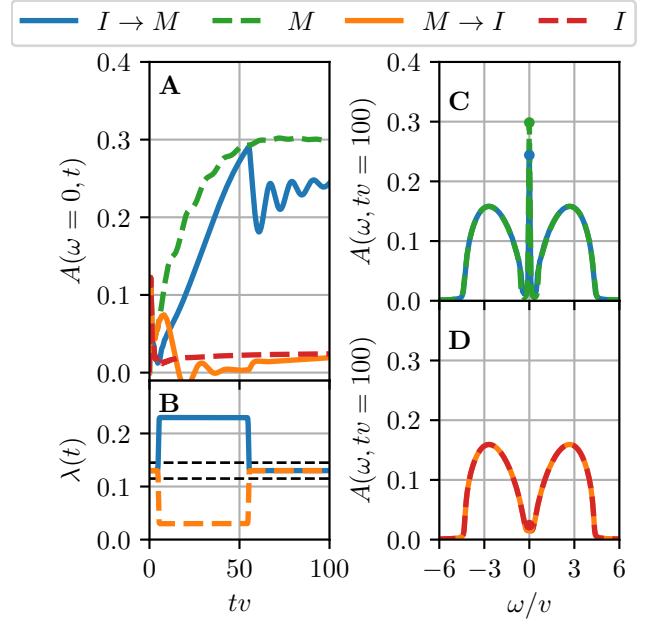 I → M M M → I I
A
A(ω = 0, t)
0.4
0.3
0.2
0.1
0.0
B
λ(t)
0.2
0.1
0.0
0 50 100
tv
C
A(ω, tv = 100)
0.4
0.3
0.2
0.1
0.0
D
A(ω, tv = 100)
0.3
0.2
0.1
0.0
−6 −3 0 3 6
ω/v